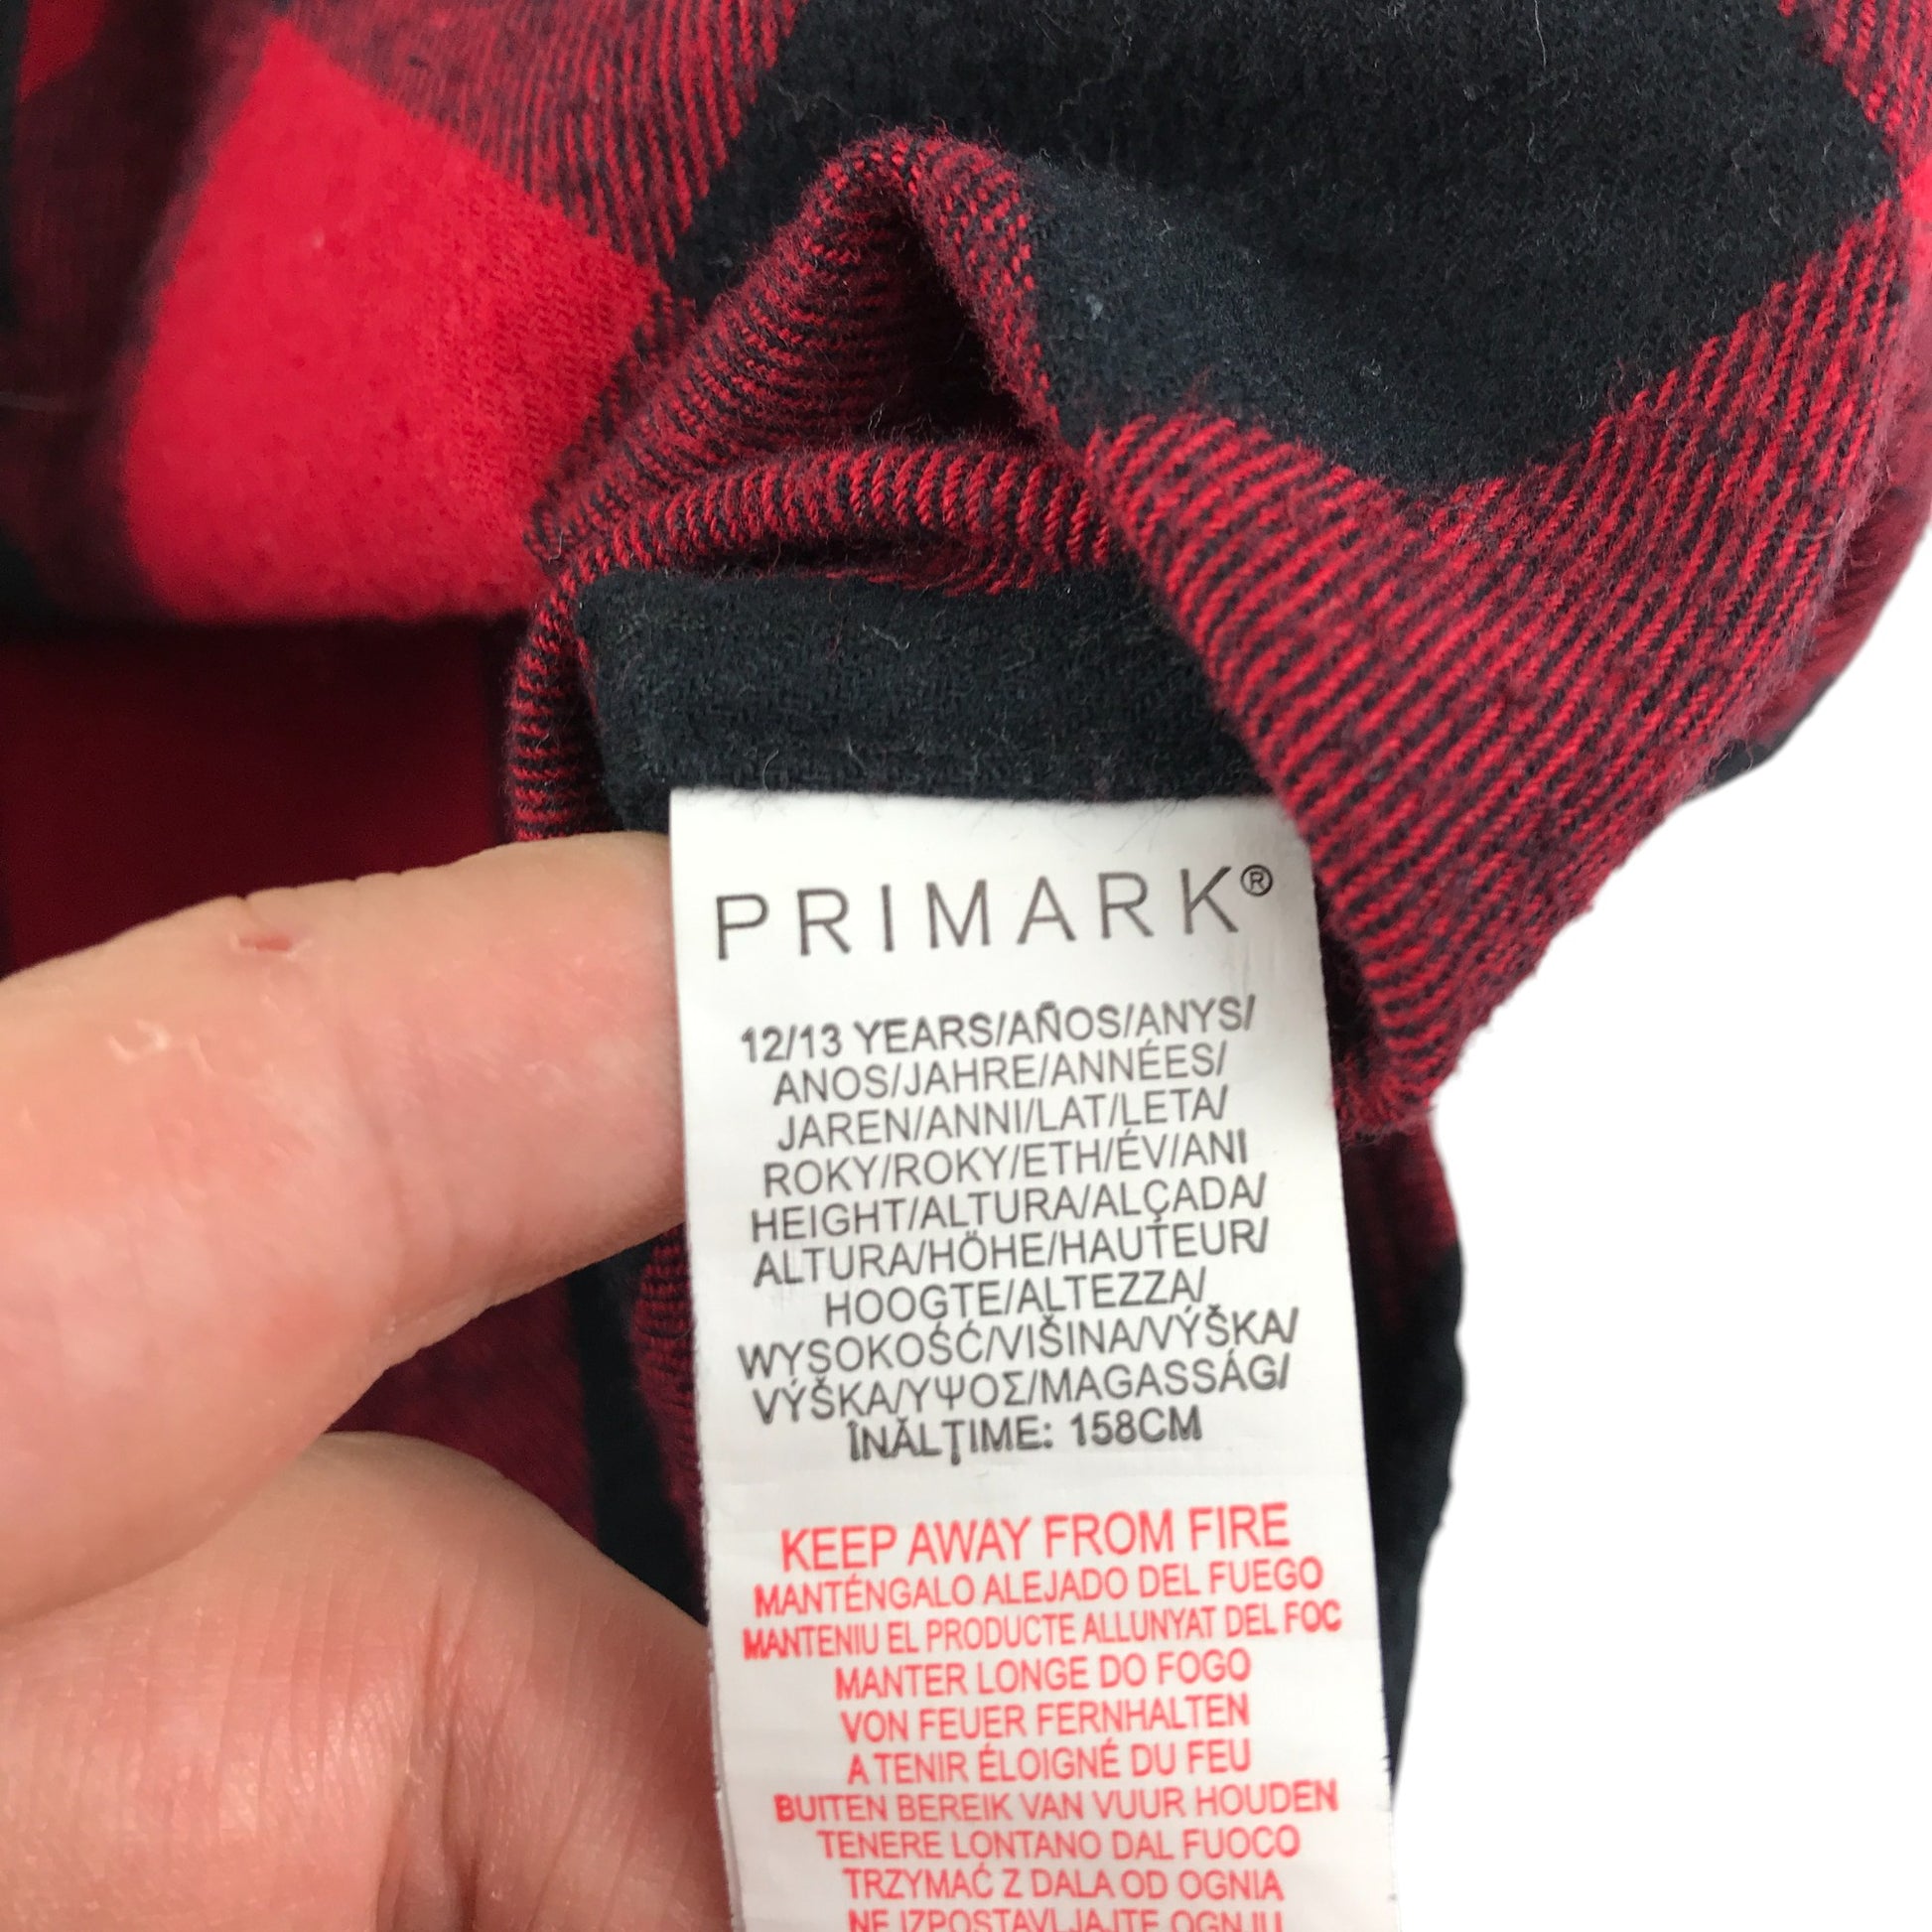 PRIMARK®
12/13 YEARS/AÑOS/ANYS/
ANOS/JAHRE/ANNÉES/
JAREN/ANNI/LAT/LETA/
ROKY/ROKY/ETH/ÉV/ANI
HEIGHT/ALTURA/ALÇADA/
ALTURA/HÖHE/HAUTEUR/
HOOGTE/ALTEZZA/
WYSOKOŚĆ/VIŠINA/VÝŠKA/
VÝŠKA/ΥΨΟΣ/MAGASSÁG/
ÎNĂLŢIME: 158CM
KEEP AWAY FROM FIRE
MANTÉNGALO ALEJADO DEL FUEGO
MANTENIU EL PRODUCTE ALLUNYAT DEL FOC
MANTER LONGE DO FOGO
VON FEUER FERNHALTEN
A TENIR ÉLOIGNÉ DU FEU
BUITEN BEREIK VAN VUUR HOUDEN
TENERE LONTANO DAL FUOCO
TRZYMAĆ Z DALA OD OGNIA
NE IZPOSTAVLJAJTE OGNJU